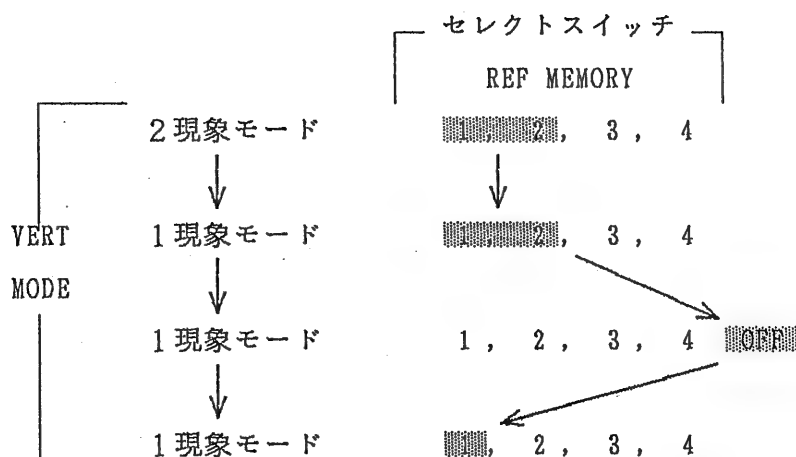 セレクトスイッチ
REF MEMORY
2現象モード 1, 2, 3, 4
VERT 1現象モード 1, 2, 3, 4
MODE
1現象モード 1, 2, 3, 4 OFF
1現象モード 1, 2, 3, 4